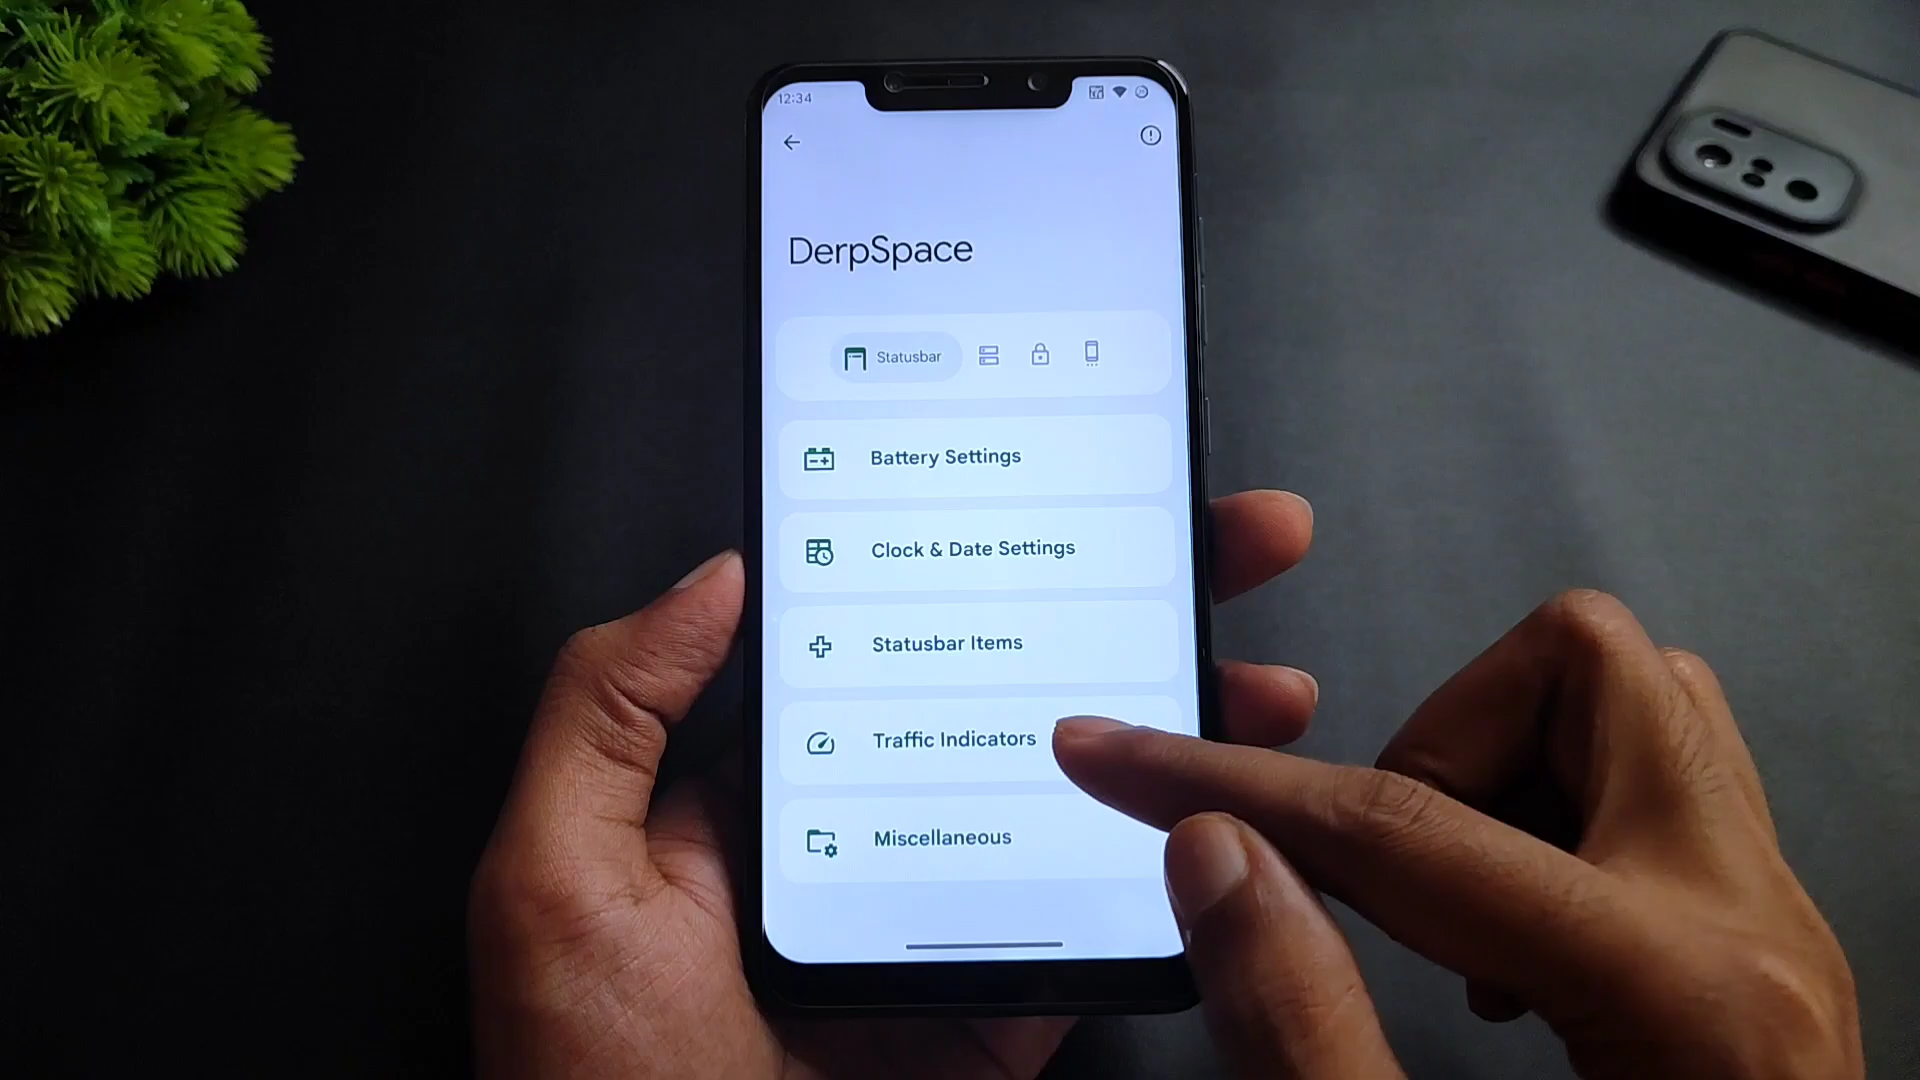 12:34
DerpSpace
Statusbar
Battery Settings
Clock & Date Settings
Statusbar Items
Traffic Indicators
Miscellaneous